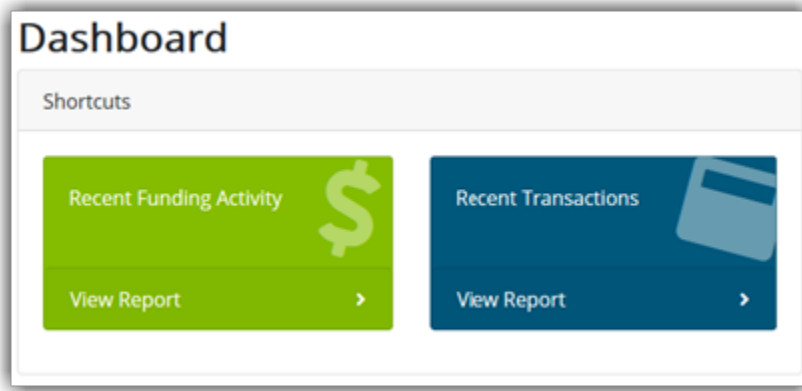 Dashboard
Shortcuts
Recent Funding Activity
View Report
Recent Transactions
View Report